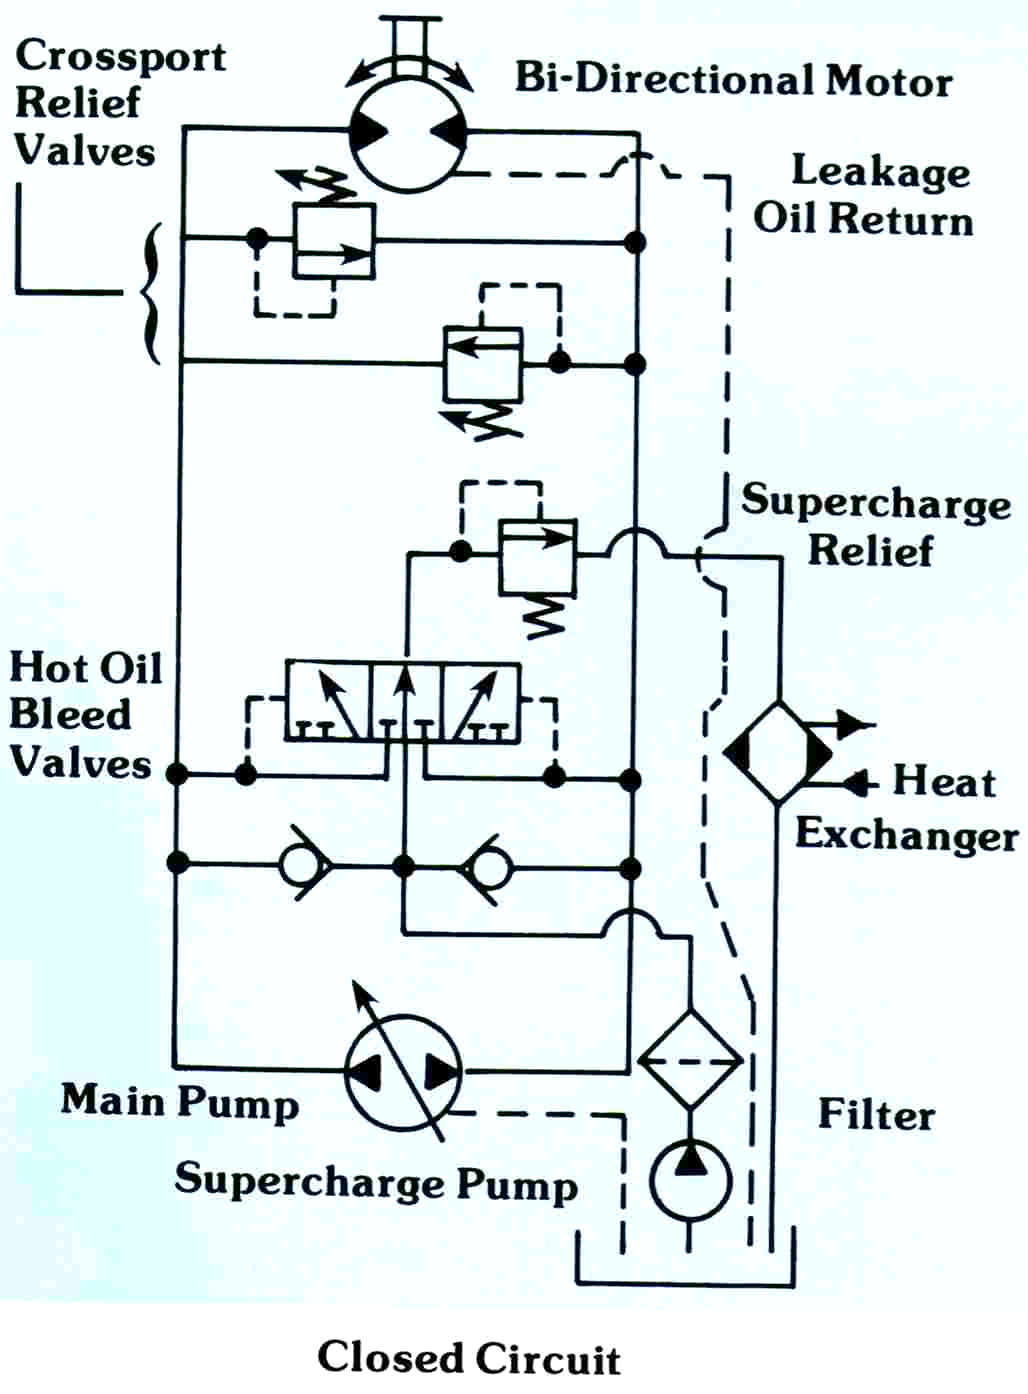 Crossport
Relief
Valves
Bi-Directional Motor
Leakage
Oil Return
Supercharge
Relief
Hot Oil
Bleed
Valves
Heat
Exchanger
Main Pump
Filter
Supercharge Pump
Closed Circuit